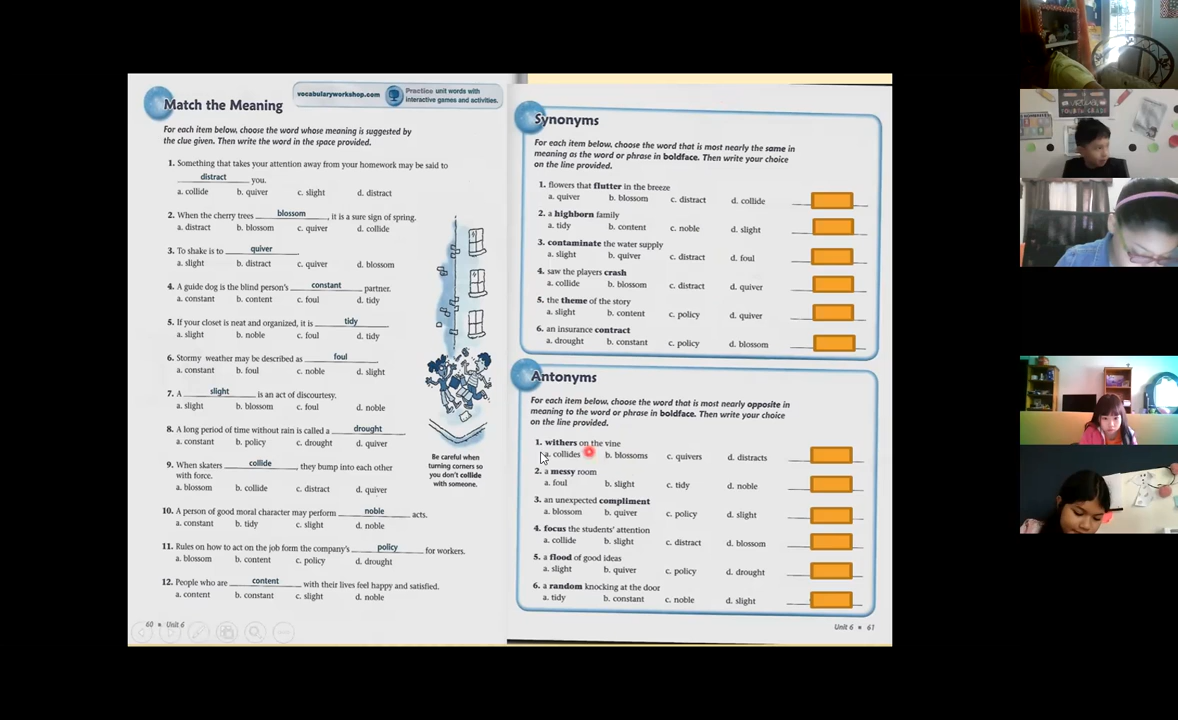 Match the Meaning
vocabularyworkshop.com
Practice unit words with
interactive games and activities.
For each item below, choose the word whose meaning is suggested by
the clue given. Then write the word in the space provided.
1. Something that takes your attention away from your homework may be said to
distract you.
a. collide b. quiver c. slight d. distract
2. When the cherry trees blossom, it is a sure sign of spring.
a. distract b. blossom c. quiver d. collide
3. To shake is to quiver.
a. slight b. distract c. quiver d. blossom
4. A guide dog is the blind person's constant partner.
a. constant b. content c. foul d. tidy
5. If your closet is neat and organized, it is tidy
a. slight b. noble c. foul d. tidy
6. Stormy weather may be described as foul
a. constant b. foul c. noble d. slight
7. A slight is an act of discourtesy.
a. slight b. blossom c. foul d. noble
8. A long period of time without rain is called a drought
a. constant b. policy c. drought d. quiver
9. When skaters collide, they bump into each other
with force.
a. blossom b. collide c. distract d. quiver
10. A person of good moral character may perform noble acts.
a. constant b. tidy c. slight d. noble
11. Rules on how to act on the job form the company's policy for workers.
a. blossom b. content c. policy d. drought
12. People who are content with their lives feel happy and satisfied.
a. content b. constant c. slight d. noble
Be careful when
turning corners so
you don't collide
with someone.
60 • Unit 6
Synonyms
For each item below, choose the word that is most nearly the same in
meaning as the word or phrase in boldface. Then write your choice
on the line provided.
1. flowers that flutter in the breeze
a. quiver b. blossom c. distract d. collide
2. a highborn family
a. tidy b. content c. noble d. slight
3. contaminate the water supply
a. slight b. quiver c. distract d. foul
4. saw the players crash
a. collide b. blossom c. distract d. quiver
5. the theme of the story
a. slight b. content c. policy d. quiver
6. an insurance contract
a. drought b. constant c. policy d. blossom
Antonyms
For each item below, choose the word that is most nearly opposite in
meaning to the word or phrase in boldface. Then write your choice
on the line provided.
1. withers on the vine
a. collides b. blossoms c. quivers d. distracts
2. a messy room
a. foul b. slight c. tidy d. noble
3. an unexpected compliment
a. blossom b. quiver c. policy d. slight
4. focus the students' attention
a. collide b. slight c. distract d. blossom
5. a flood of good ideas
a. slight b. quiver c. policy d. drought
6. a random knocking at the door
a. tidy b. constant c. noble d. slight
Unit 6 • 61